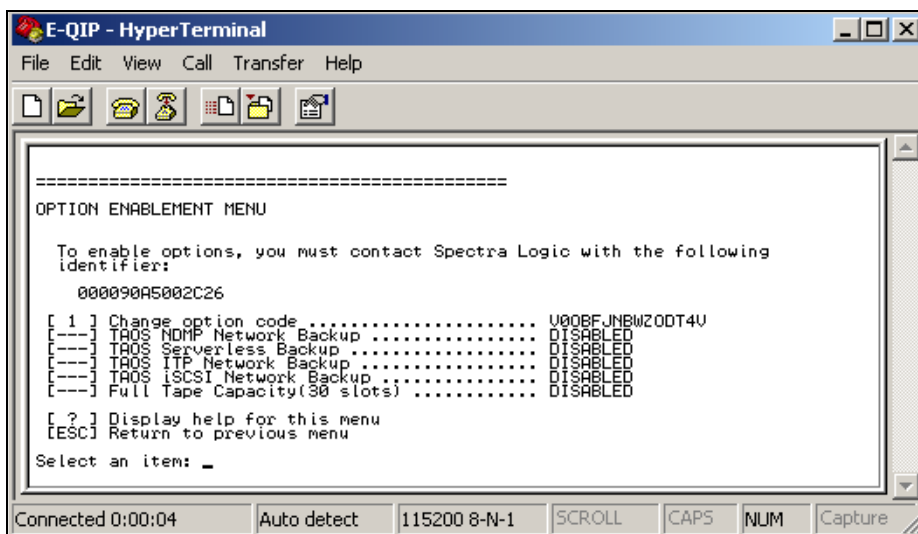 E-QIP - HyperTerminal
File Edit View Call Transfer Help
==============================================
OPTION ENABLEMENT MENU
To enable options, you must contact Spectra Logic with the following
identifier:
000090A5002C26
[ 1 ] Change option code ...................... V0OBFJNBWZODT4V
[---] TAOS NDMP Network Backup ................ DISABLED
[---] TAOS Serverless Backup .................. DISABLED
[---] TAOS ITP Network Backup ................. DISABLED
[---] TAOS iSCSI Network Backup ............... DISABLED
[---] Full Tape Capacity(30 slots) ............ DISABLED
[ ? ] Display help for this menu
[ESC] Return to previous menu
Select an item: _
Connected 0:00:04 Auto detect 115200 8-N-1 SCROLL CAPS NUM Capture